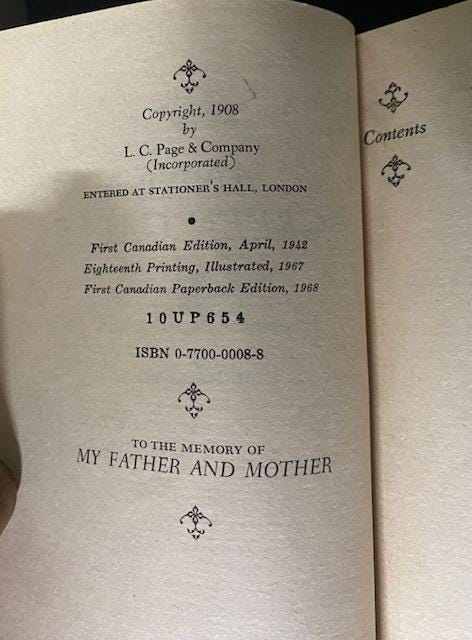 Copyright, 1908
by
L. C. Page & Company
(Incorporated)
ENTERED AT STATIONER'S HALL, LONDON
First Canadian Edition, April, 1942
Eighteenth Printing, Illustrated, 1967
First Canadian Paperback Edition, 1968
10UP654
ISBN 0-7700-0008-8
TO THE MEMORY OF
MY FATHER AND MOTHER
Contents